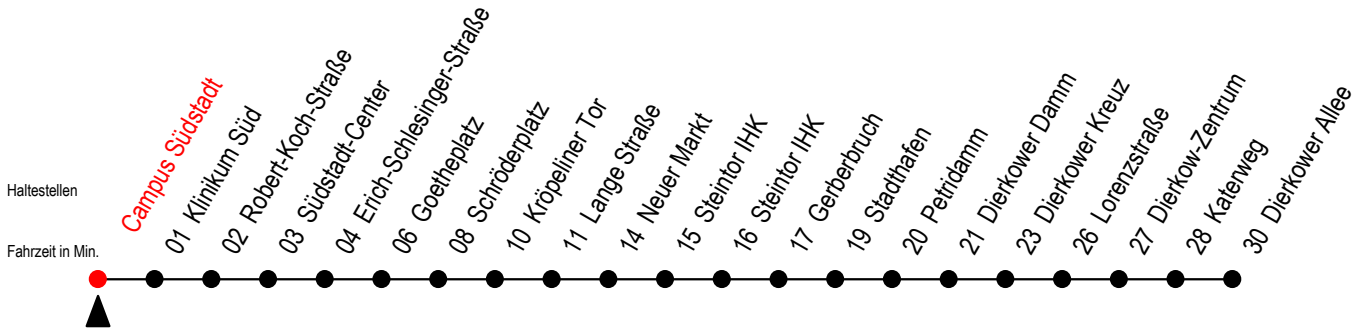 Haltestellen
Fahrzeit in Min.
Campus Südstadt
01 Klinikum Süd
02 Robert-Koch-Straße
03 Südstadt-Center
04 Erich-Schlesinger-Straße
06 Goetheplatz
08 Schröderplatz
10 Kröpeliner Tor
11 Lange Straße
14 Neuer Markt
15 Steintor IHK
16 Steintor IHK
17 Gerberbruch
19 Stadthafen
20 Petridamm
21 Dierkower Damm
23 Dierkower Kreuz
26 Lorenzstraße
27 Dierkow-Zentrum
28 Katerweg
30 Dierkower Allee